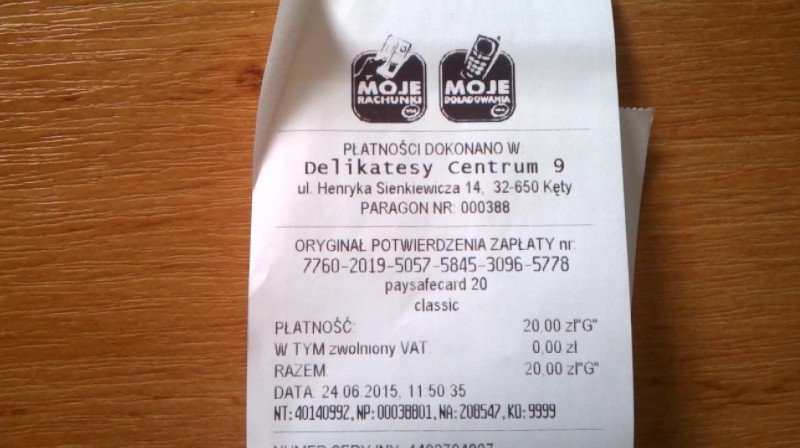 MOJE RACHUNKI
MOJE DOŁADOWANIA
PŁATNOŚCI DOKONANO W:
Delikatesy Centrum 9
ul. Henryka Sienkiewicza 14, 32-650 Kęty
PARAGON NR: 000388
ORYGINAŁ POTWIERDZENIA ZAPŁATY nr:
7760-2019-5057-5845-3096-5778
paysafecard 20
classic
PŁATNOŚĆ: 20,00 zł"G"
W TYM zwolniony VAT: 0,00 zł
RAZEM: 20,00 zł"G"
DATA: 24.06.2015, 11:50:35
NT:40140992,NP:00038801,NA:208547,KO:9999